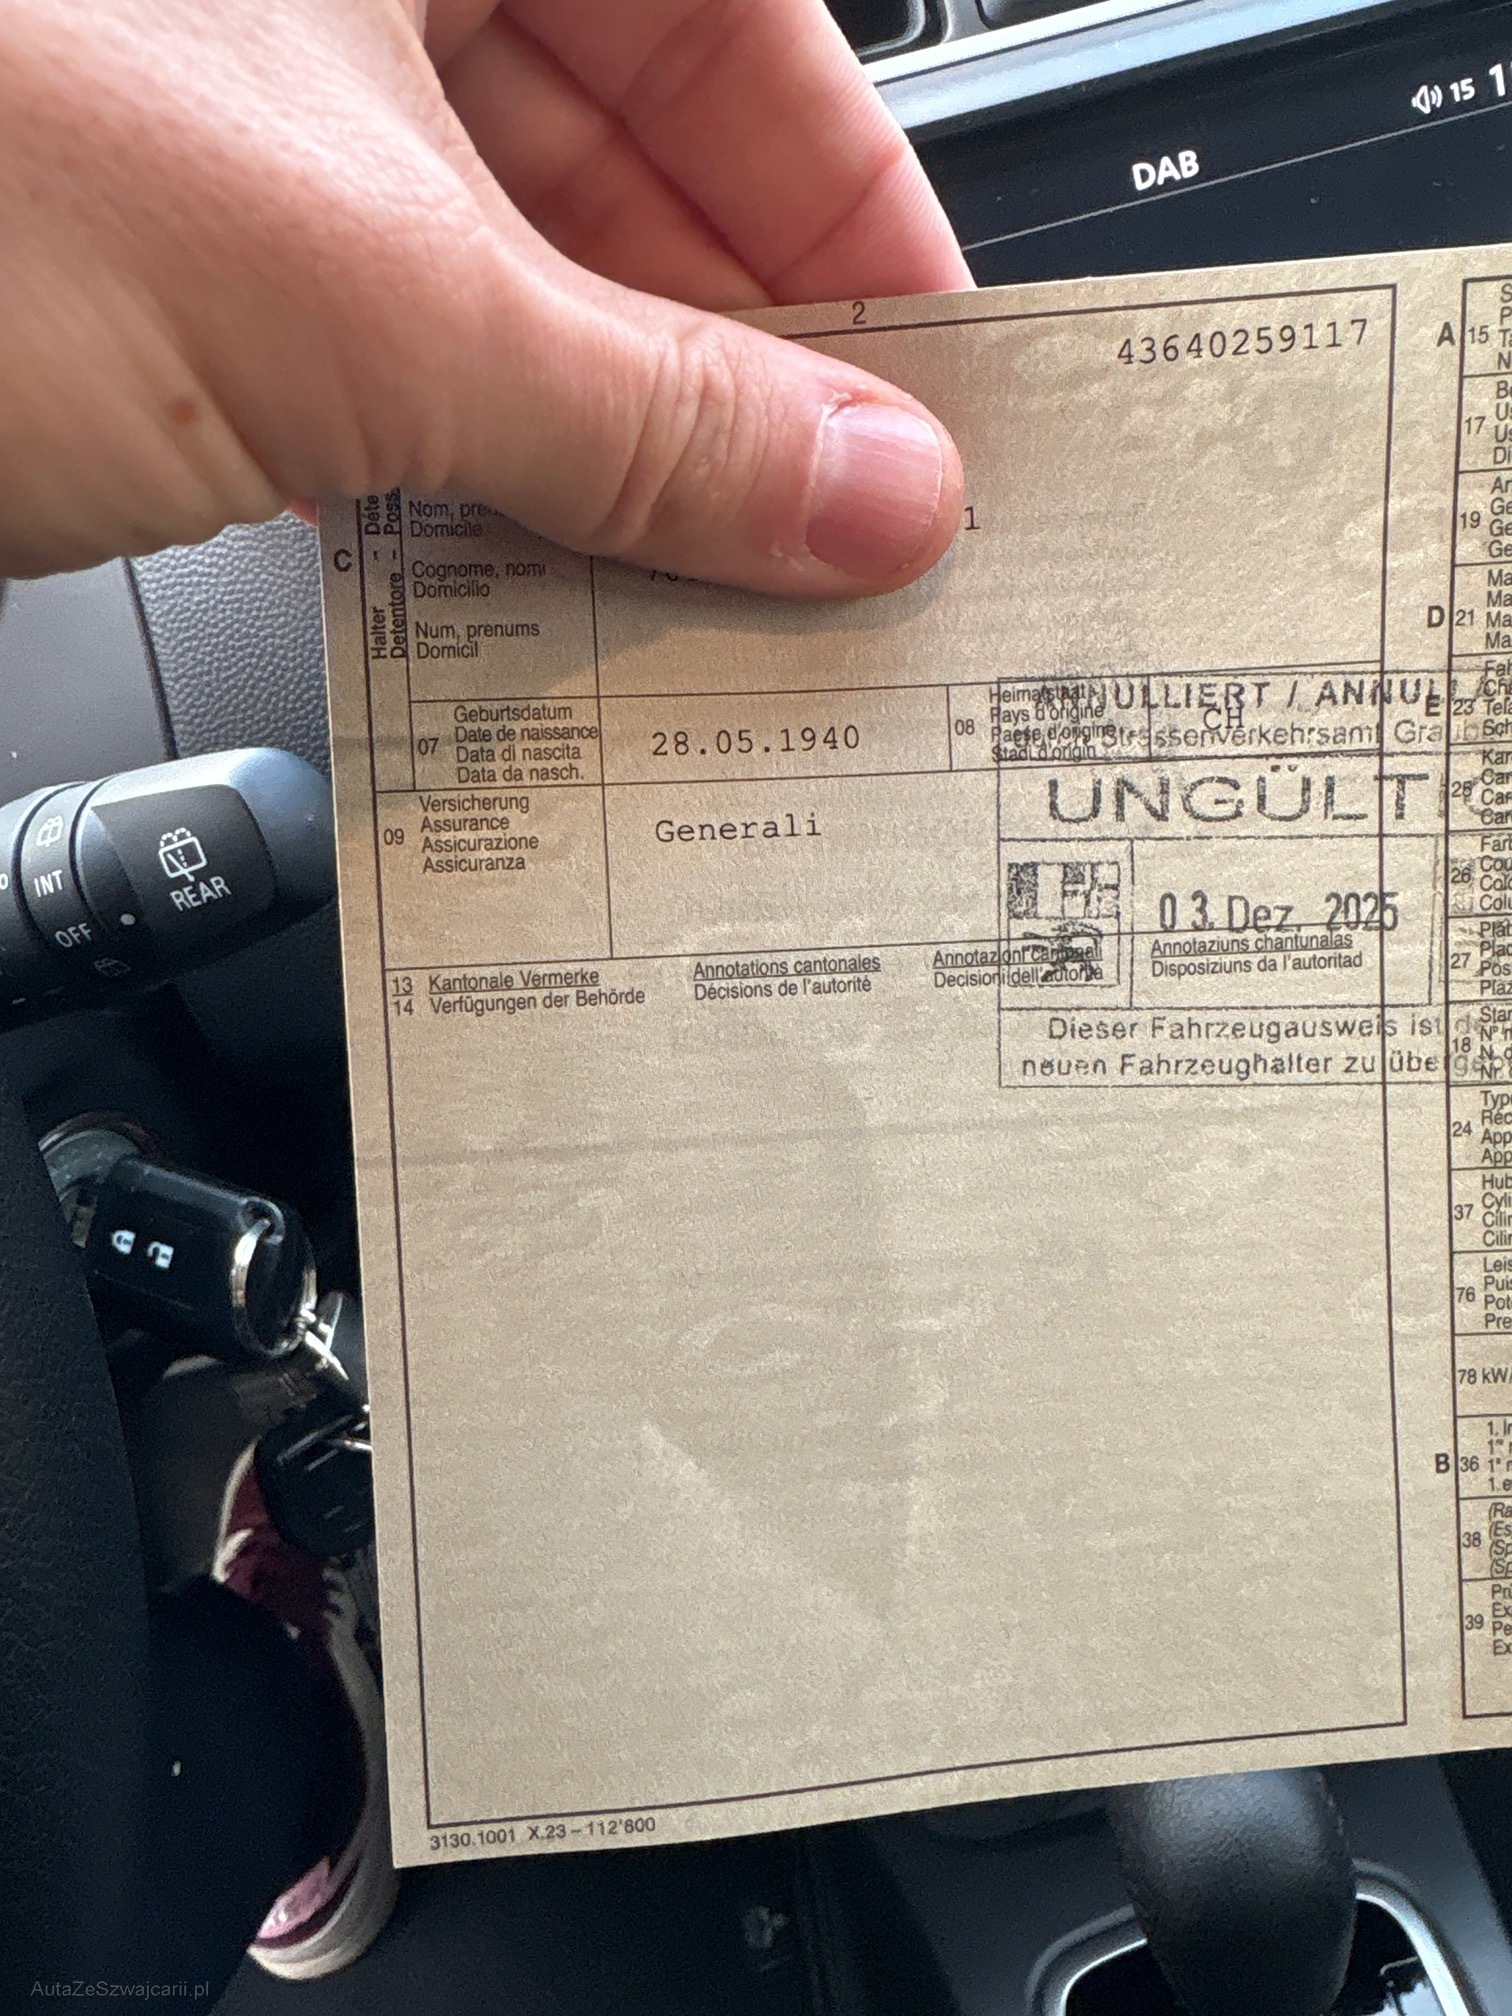 15
DAB
2
43640259117
A
15
17
19
C
Halter
Detentore -
Nom,
Domicile
Cognome,
Domicilio
Num, prenums
Domicil
1
D
21
07
Geburtsdatum
Date de naissance
Data di nascita
Data da nasch.
28.05.1940
08
Heimatstaat
Pays d'origine
Paese d'origine
Stadi d'origin
CH
E
23
ANNULLIERT / ANNUL
Strassenverkehrsamt Gra
UNGÜLT
09
Versicherung
Assurance
Assicurazione
Assicuranza
Generali
03. Dez. 2025
25
26
27
13 Kantonale Vermerke
14 Verfügungen der Behörde
Annotations cantonales
Décisions de l'autorité
Annotazioni cantonali
Decisioni dell'autorità
Annotaziuns chantunalas
Disposiziuns da l'autoritad
Dieser Fahrzeugausweis ist
neuen Fahrzeughalter zu
18
24
37
76
78 kW/
B
36
38
39
INT
OFF
REAR
3130.1001 X.23 – 112'800
AutaZeSzwajcarii.pl